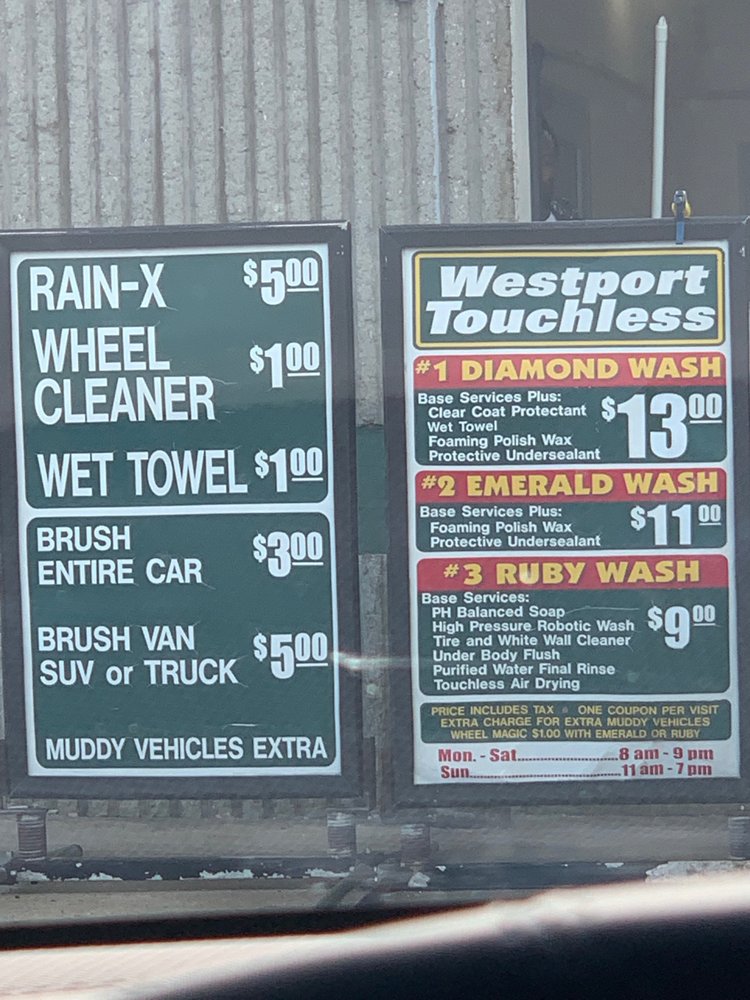 RAIN-X $5.00
WHEEL
CLEANER $1.00
WET TOWEL $1.00
BRUSH
ENTIRE CAR $3.00
BRUSH VAN
SUV or TRUCK $5.00
MUDDY VEHICLES EXTRA
Westport
Touchless
#1 DIAMOND WASH
Base Services Plus:
Clear Coat Protectant
Wet Towel
Foaming Polish Wax
Protective Undersealant
$13.00
#2 EMERALD WASH
Base Services Plus:
Foaming Polish Wax
Protective Undersealant
$11.00
#3 RUBY WASH
Base Services:
PH Balanced Soap
High Pressure Robotic Wash
Tire and White Wall Cleaner
Under Body Flush
Purified Water Final Rinse
Touchless Air Drying
$9.00
PRICE INCLUDES TAX • ONE COUPON PER VISIT
EXTRA CHARGE FOR EXTRA MUDDY VEHICLES
WHEEL MAGIC $1.00 WITH EMERALD OR RUBY
Mon. - Sat. 8 am - 9 pm
Sun. 11 am - 7 pm